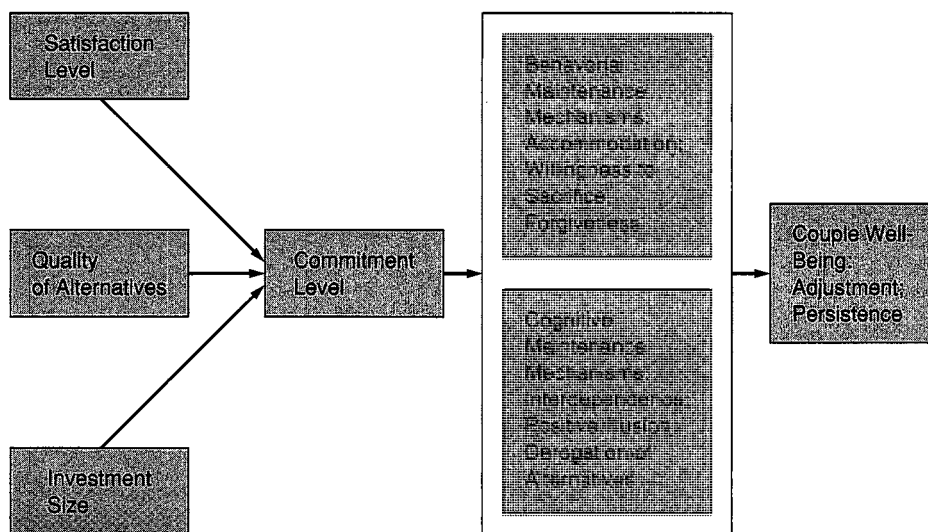 Satisfaction
Level
Quality
of Alternatives
Investment
Size
Commitment
Level
Behavioral
Maintenance
Mechanisms:
Accommodation;
Willingness to
Sacrifice
Forgiveness
Cognitive
Maintenance
Mechanisms:
Interdependence;
Positive Illusion;
Derogation of
Alternatives
Couple Well-
Being:
Adjustment;
Persistence